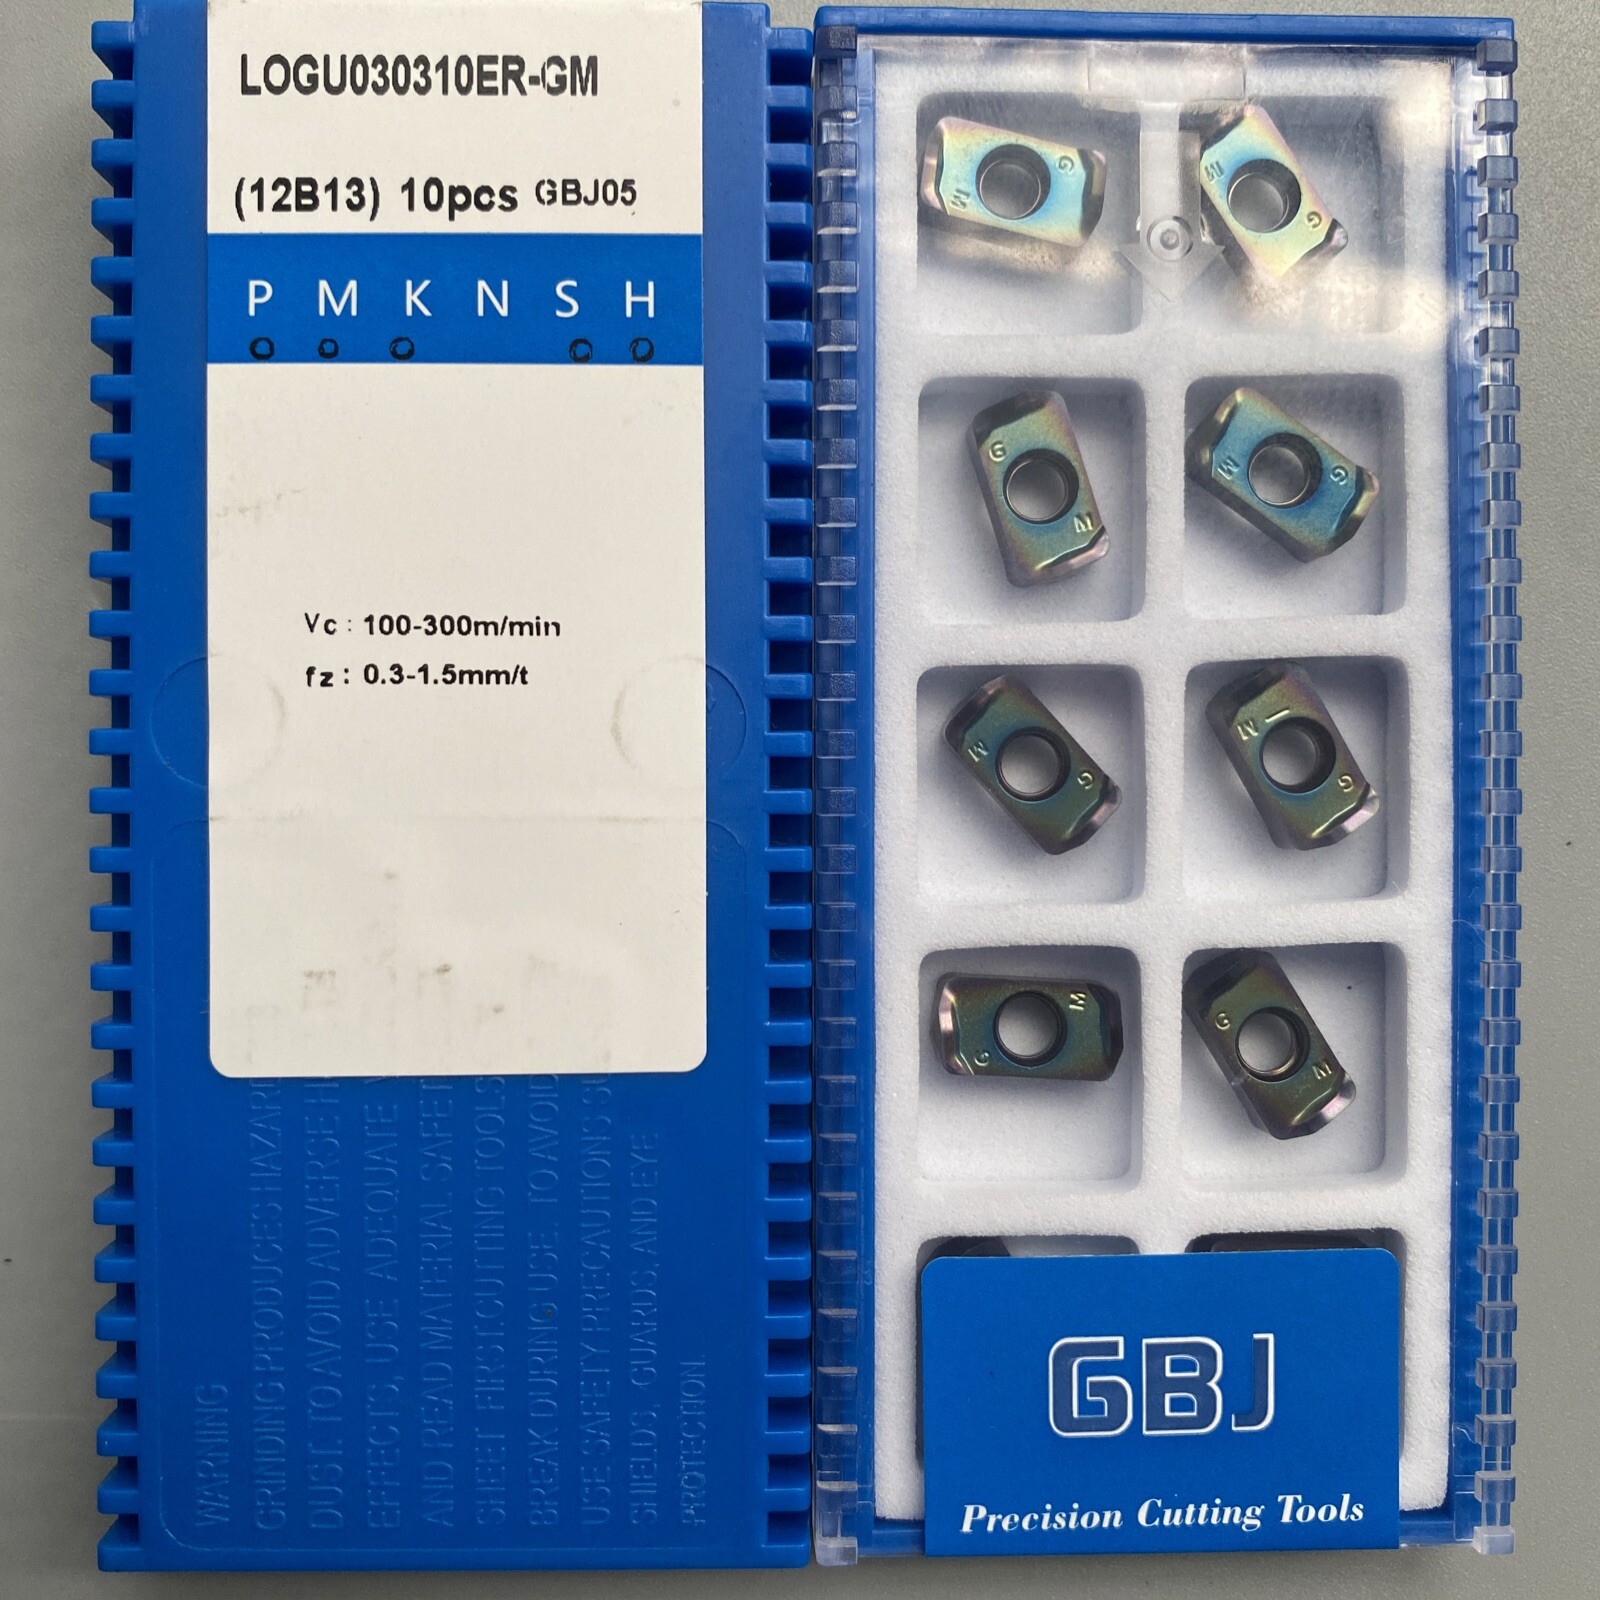 LOGU030310ER-GM
(12B13) 10pcs GBJ05
P M K N S H
Vc : 100-300m/min
fz : 0.3-1.5mm/t
WARNING
GRINDING PRODUCES HAZARD
DUST. TO AVOID ADVERSE H
EFFECTS, USE ADEQUATE V
AND READ MATERIAL SAFET
SHEET FIRST.CUTTING TOOLS
BREAK DURING USE. TO AVOID
USE SAFETY PRECAUTIONS SU
SHIELDS, GUARDS, AND EYE
PROTECTION.
G M
M G
G M
M G
M G
M G
G M
G M
GBJ
Precision Cutting Tools